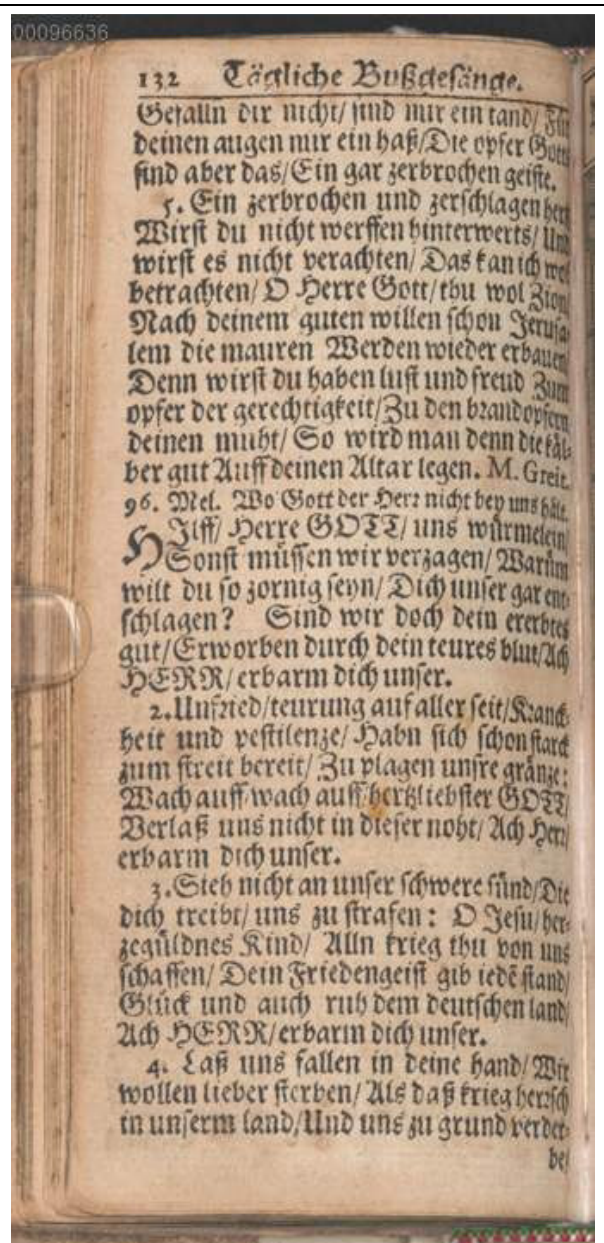 00096636
132 Tägliche Bußgesänge.
Gefalln dir nicht/ sind mir ein tand/ Für
deinen augen nur ein haß/Die opfer Gotts
sind aber das/Ein gar zerbrochen geiste.
5. Ein zerbrochen und zerschlagen hertz
Wirst du nicht werffen hinterwerts/ Und
wirst es nicht verachten/ Das kan ich wol
betrachten/ O Herre Gott/thu wol Zion/
Nach deinem guten willen schon Jerusa-
lem die mauren Werden wieder erbauen/
Denn wirst du haben lust und freud Zum
opfer der gerechtigkeit/Zu den brandopfern
deinen muht/ So wird man denn die käl-
ber gut Auff deinen Altar legen. M. Greit.
96. Mel. Wo Gott der Herr nicht bey uns hält.
HIlff/ Herre GOTT/ uns würmelein/
Sonst müssen wir verzagen/ Warüm
wilt du so zornig seyn/ Dich unser gar ent-
schlagen? Sind wir doch dein ererbtes
gut/Erworben durch dein teures blut/Ach
HERR/ erbarm dich unser.
2.Unfried/teurung auf aller seit/Kranck-
heit und pestilenze/ Habn sich schon starck
zum streit bereit/ Zu plagen unsre gränze:
Wach auff/wach auff/hertzliebster GOTT/
Verlaß uns nicht in dieser noht/ Ach Herr/
erbarm dich unser.
3.Sieh nicht an unser schwere sünd/Die
dich treibt/ uns zu strafen: O Jesu/her-
zegüldnes Kind/ Alln krieg thu von uns
schaffen/ Dein Friedengeist gib iedē stand/
Glück und auch ruh dem deutschen land/
Ach HERR/erbarm dich unser.
4. Laß uns fallen in deine hand/ Wir
wollen lieber sterben/ Als daß krieg herrsch
in unserm land/Und uns zu grund verder-
be/